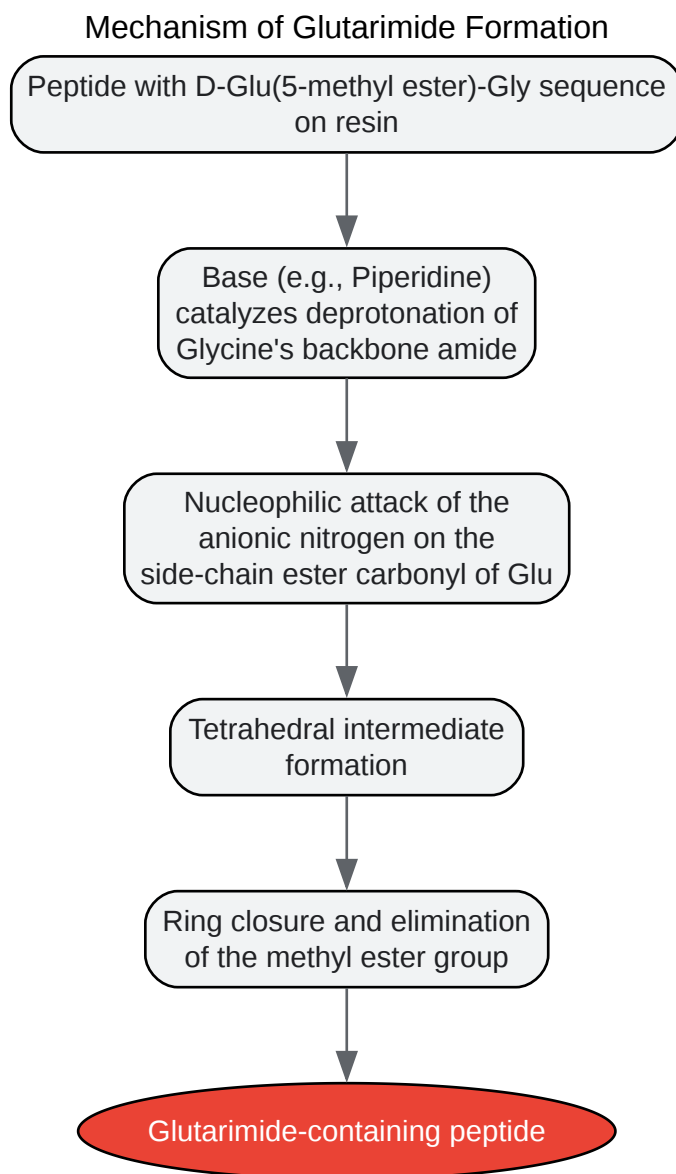 Mechanism of Glutarimide Formation
Peptide with D-Glu(5-methyl ester)-Gly sequence
on resin
Base (e.g., Piperidine)
catalyzes deprotonation of
Glycine's backbone amide
Nucleophilic attack of the
anionic nitrogen on the
side-chain ester carbonyl of Glu
Tetrahedral intermediate
formation
Ring closure and elimination
of the methyl ester group
Glutarimide-containing peptide